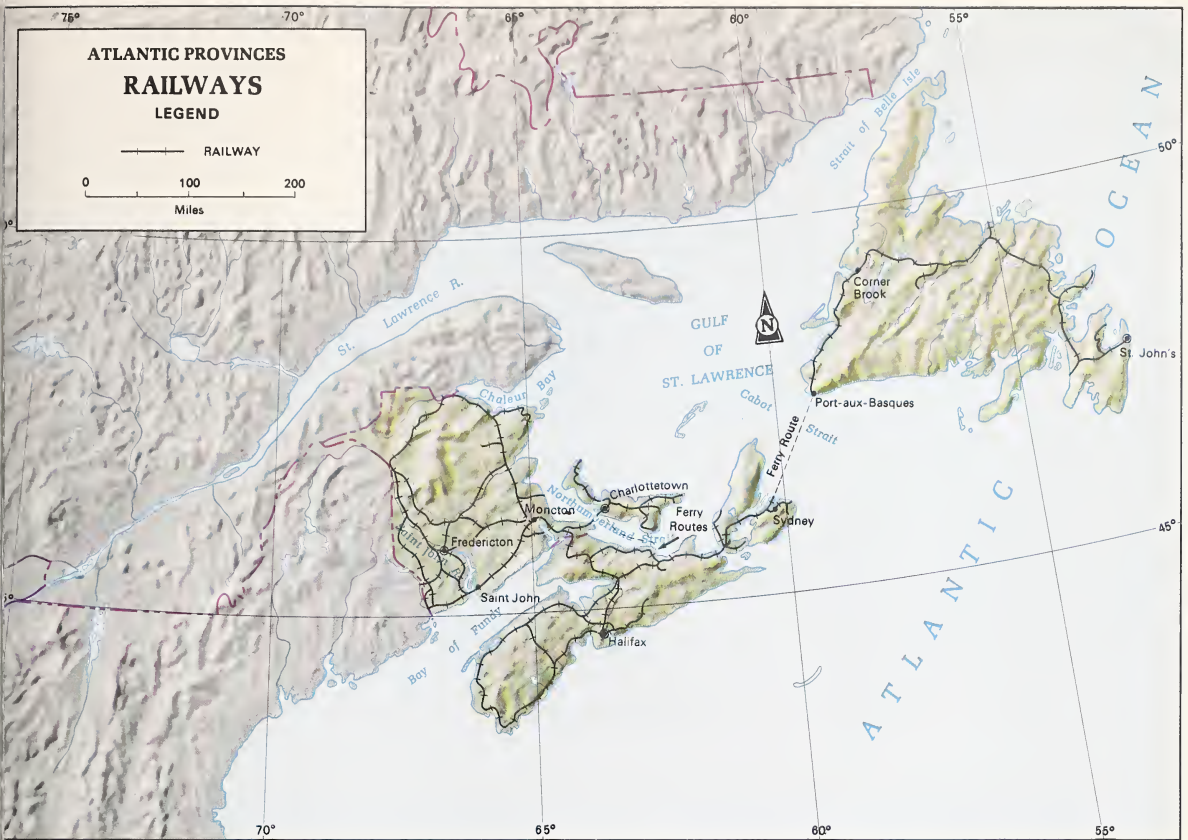 75°
70°
65°
60°
55°
ATLANTIC PROVINCES
RAILWAYS
LEGEND
RAILWAY
0 100 200
Miles
Strait of Belle Isle
50°
OCEAN
St. Lawrence R.
Corner
Brook
GULF
OF
ST. LAWRENCE
N
St. John's
Chaleur Bay
Port-aux-Basques
Cabot
Strait
Ferry Route
Charlottetown
Northumberland Strait
Ferry
Routes
Moncton
Sydney
45°
Fredericton
Saint John R.
Saint John
Bay of Fundy
Halifax
ATLANTIC
70°
65°
60°
55°